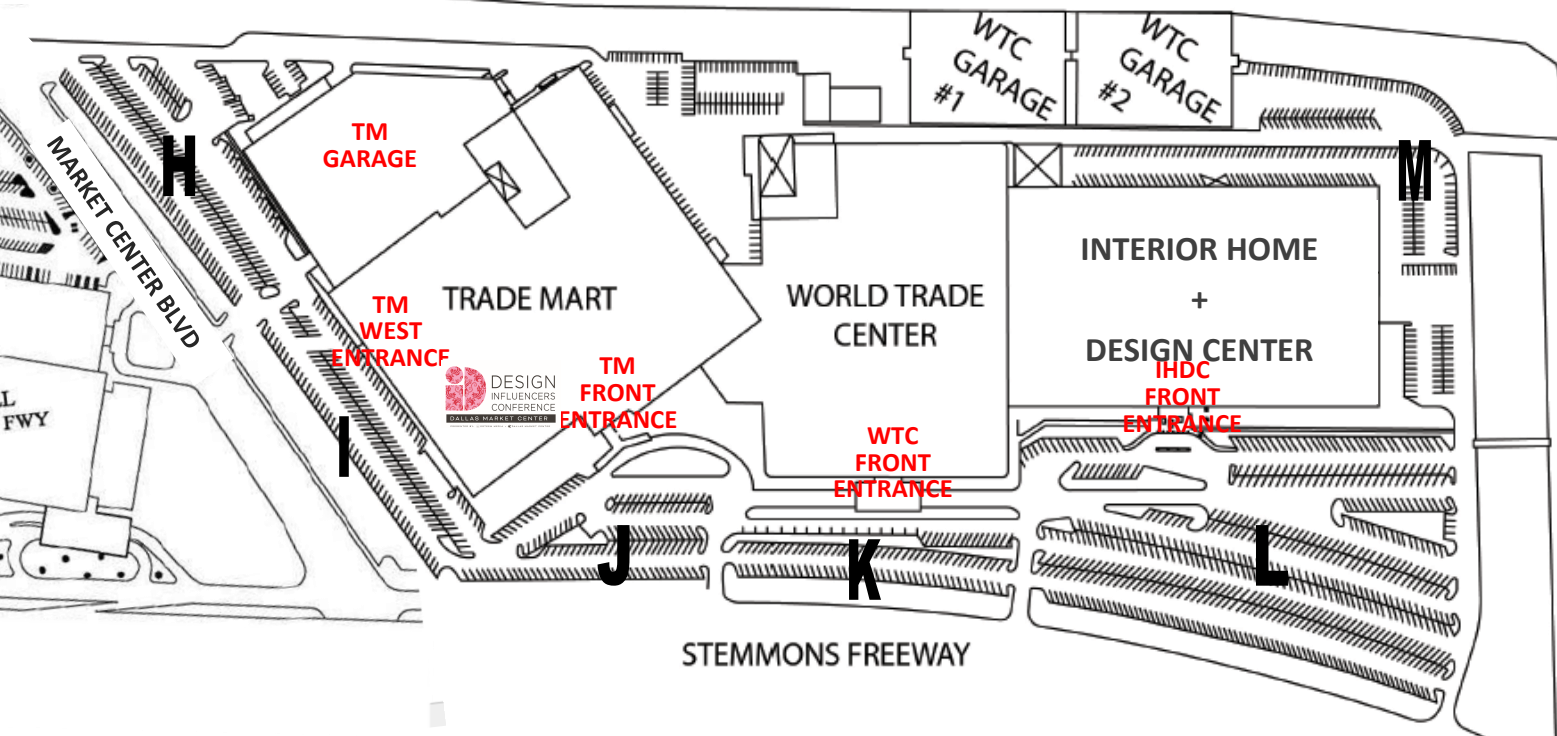 WTC
GARAGE
#1
WTC
GARAGE
#2
TM
GARAGE
H
M
MARKET CENTER BLVD
INTERIOR HOME
+
DESIGN CENTER
TRADE MART
WORLD TRADE
CENTER
TM
WEST
ENTRANCE
iD
DESIGN
INFLUENCERS
CONFERENCE
DALLAS MARKET CENTER
TM
FRONT
ENTRANCE
IHDC
FRONT
ENTRANCE
WTC
FRONT
ENTRANCE
FWY
I
J
K
L
STEMMONS FREEWAY